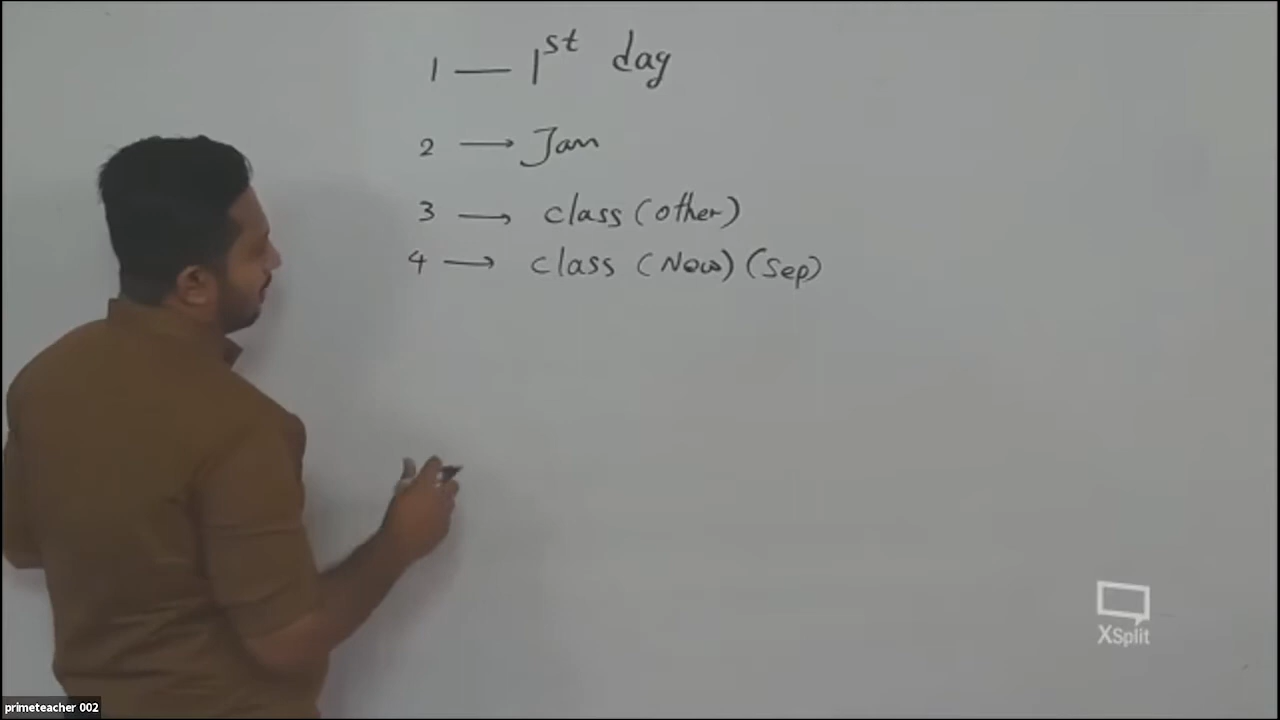 1 — 1st day
2 → Jan
3 → class (other)
4 → class (Now) (Sep)
XSplit
primeteacher 002